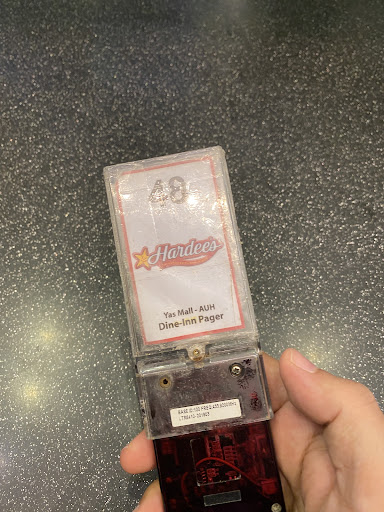 48
Hardee's
Yas Mall - AUH
Dine-Inn Pager